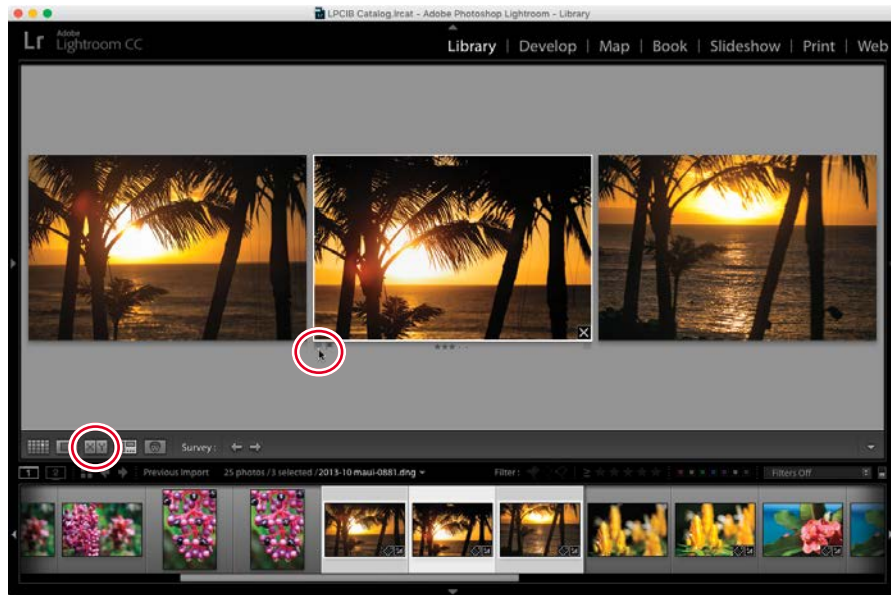 LPCIB Catalog.lrcat - Adobe Photoshop Lightroom - Library
Lr Adobe Lightroom CC
Library | Develop | Map | Book | Slideshow | Print | Web
X Y
Survey :
1 2 Previous Import 25 photos / 3 selected / 2013-10 maui-0881.dng Filter : Filters Off